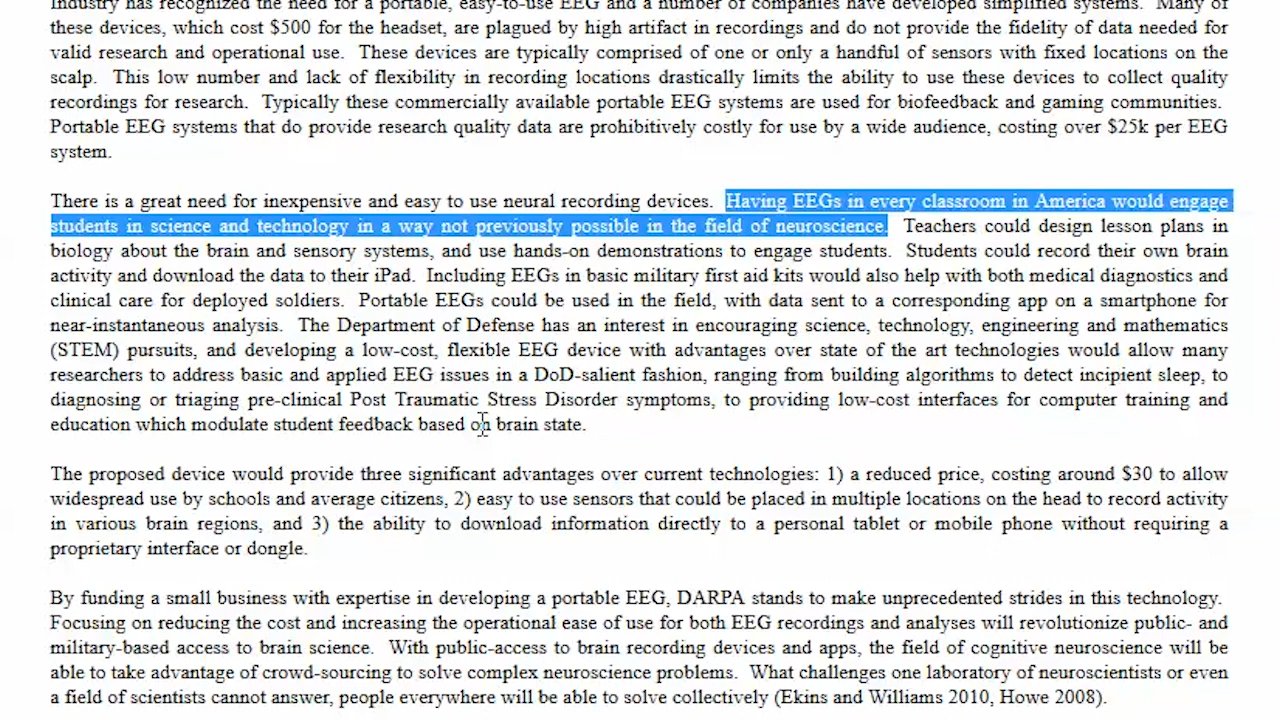 Industry has recognized the need for a portable, easy-to-use EEG and a number of companies have developed simplified systems.  Many of
these devices, which cost $500 for the headset, are plagued by high artifact in recordings and do not provide the fidelity of data needed for
valid research and operational use.  These devices are typically comprised of one or only a handful of sensors with fixed locations on the
scalp.  This low number and lack of flexibility in recording locations drastically limits the ability to use these devices to collect quality
recordings for research.  Typically these commercially available portable EEG systems are used for biofeedback and gaming communities.
Portable EEG systems that do provide research quality data are prohibitively costly for use by a wide audience, costing over $25k per EEG
system.
There is a great need for inexpensive and easy to use neural recording devices.  Having EEGs in every classroom in America would engage
students in science and technology in a way not previously possible in the field of neuroscience.  Teachers could design lesson plans in
biology about the brain and sensory systems, and use hands-on demonstrations to engage students.  Students could record their own brain
activity and download the data to their iPad.  Including EEGs in basic military first aid kits would also help with both medical diagnostics and
clinical care for deployed soldiers.  Portable EEGs could be used in the field, with data sent to a corresponding app on a smartphone for
near-instantaneous analysis.  The Department of Defense has an interest in encouraging science, technology, engineering and mathematics
(STEM) pursuits, and developing a low-cost, flexible EEG device with advantages over state of the art technologies would allow many
researchers to address basic and applied EEG issues in a DoD-salient fashion, ranging from building algorithms to detect incipient sleep, to
diagnosing or triaging pre-clinical Post Traumatic Stress Disorder symptoms, to providing low-cost interfaces for computer training and
education which modulate student feedback based on brain state.
The proposed device would provide three significant advantages over current technologies: 1) a reduced price, costing around $30 to allow
widespread use by schools and average citizens, 2) easy to use sensors that could be placed in multiple locations on the head to record activity
in various brain regions, and 3) the ability to download information directly to a personal tablet or mobile phone without requiring a
proprietary interface or dongle.
By funding a small business with expertise in developing a portable EEG, DARPA stands to make unprecedented strides in this technology.
Focusing on reducing the cost and increasing the operational ease of use for both EEG recordings and analyses will revolutionize public- and
military-based access to brain science.  With public-access to brain recording devices and apps, the field of cognitive neuroscience will be
able to take advantage of crowd-sourcing to solve complex neuroscience problems.  What challenges one laboratory of neuroscientists or even
a field of scientists cannot answer, people everywhere will be able to solve collectively (Ekins and Williams 2010, Howe 2008).